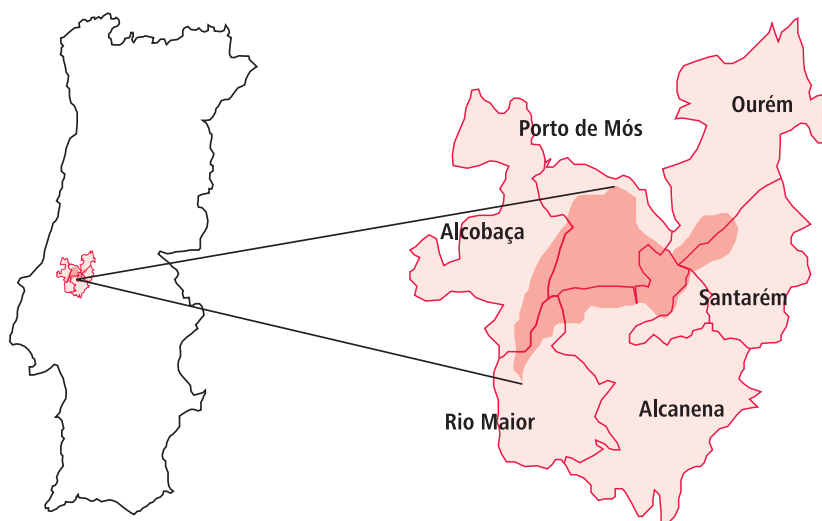 Ourém
Porto de Mós
Alcobaça
Santarém
Alcanena
Rio Maior